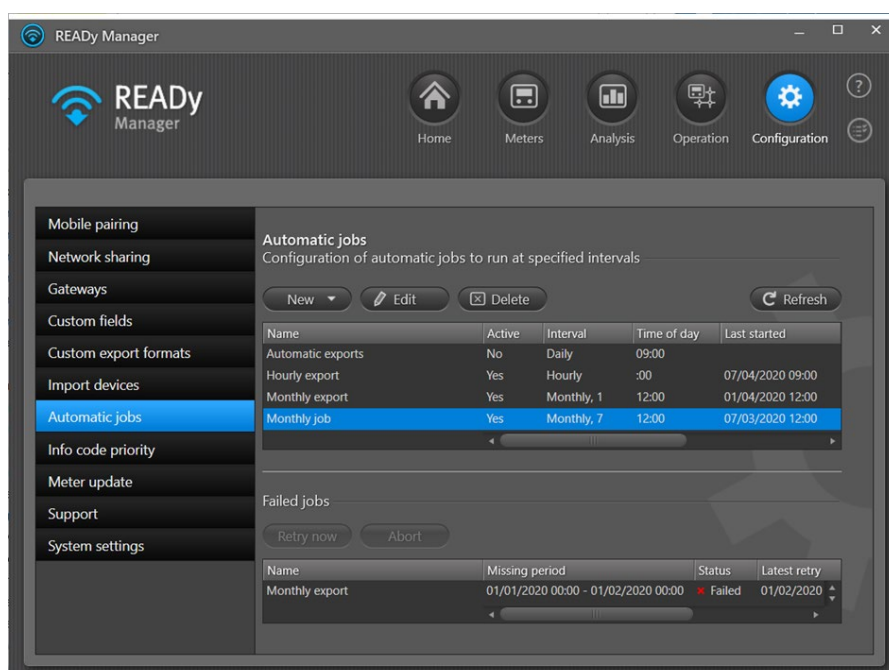 READy Manager
READy
Manager
Home
Meters
Analysis
Operation
Configuration
Mobile pairing
Network sharing
Gateways
Custom fields
Custom export formats
Import devices
Automatic jobs
Info code priority
Meter update
Support
System settings
Automatic jobs
Configuration of automatic jobs to run at specified intervals
New Edit Delete Refresh
Name Active Interval Time of day Last started
Automatic exports No Daily 09:00
Hourly export Yes Hourly :00 07/04/2020 09:00
Monthly export Yes Monthly, 1 12:00 01/04/2020 12:00
Monthly job Yes Monthly, 7 12:00 07/03/2020 12:00
Failed jobs
Retry now Abort
Name Missing period Status Latest retry
Monthly export 01/01/2020 00:00 - 01/02/2020 00:00 Failed 01/02/2020